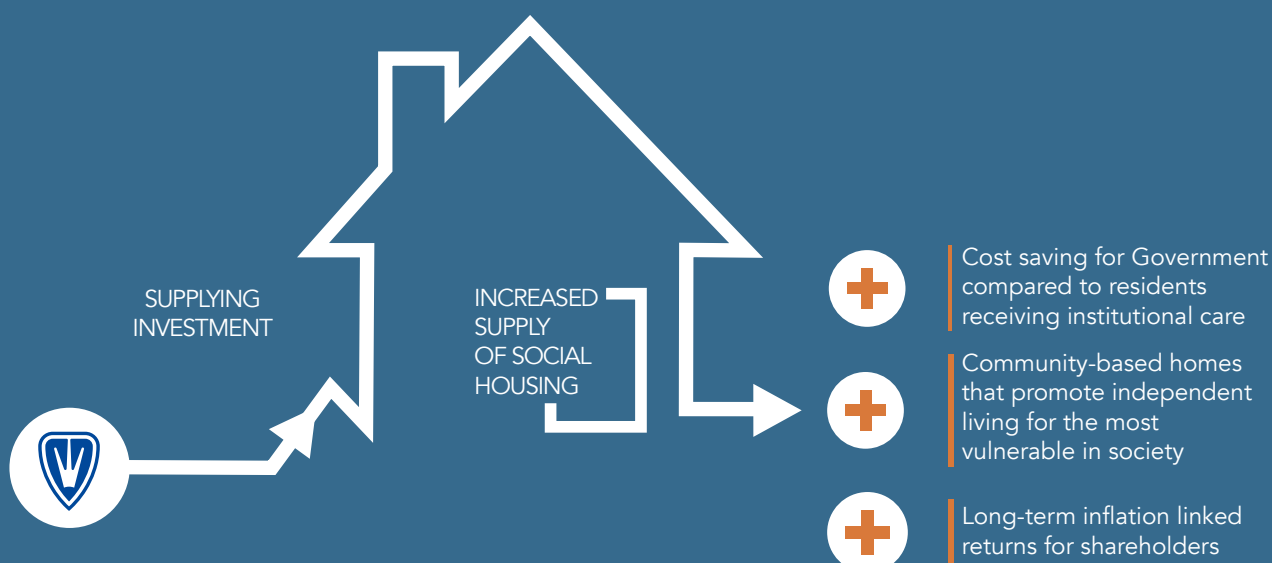 SUPPLYING
INVESTMENT
INCREASED
SUPPLY
OF SOCIAL
HOUSING
Cost saving for Government
compared to residents
receiving institutional care
Community-based homes
that promote independent
living for the most
vulnerable in society
Long-term inflation linked
returns for shareholders